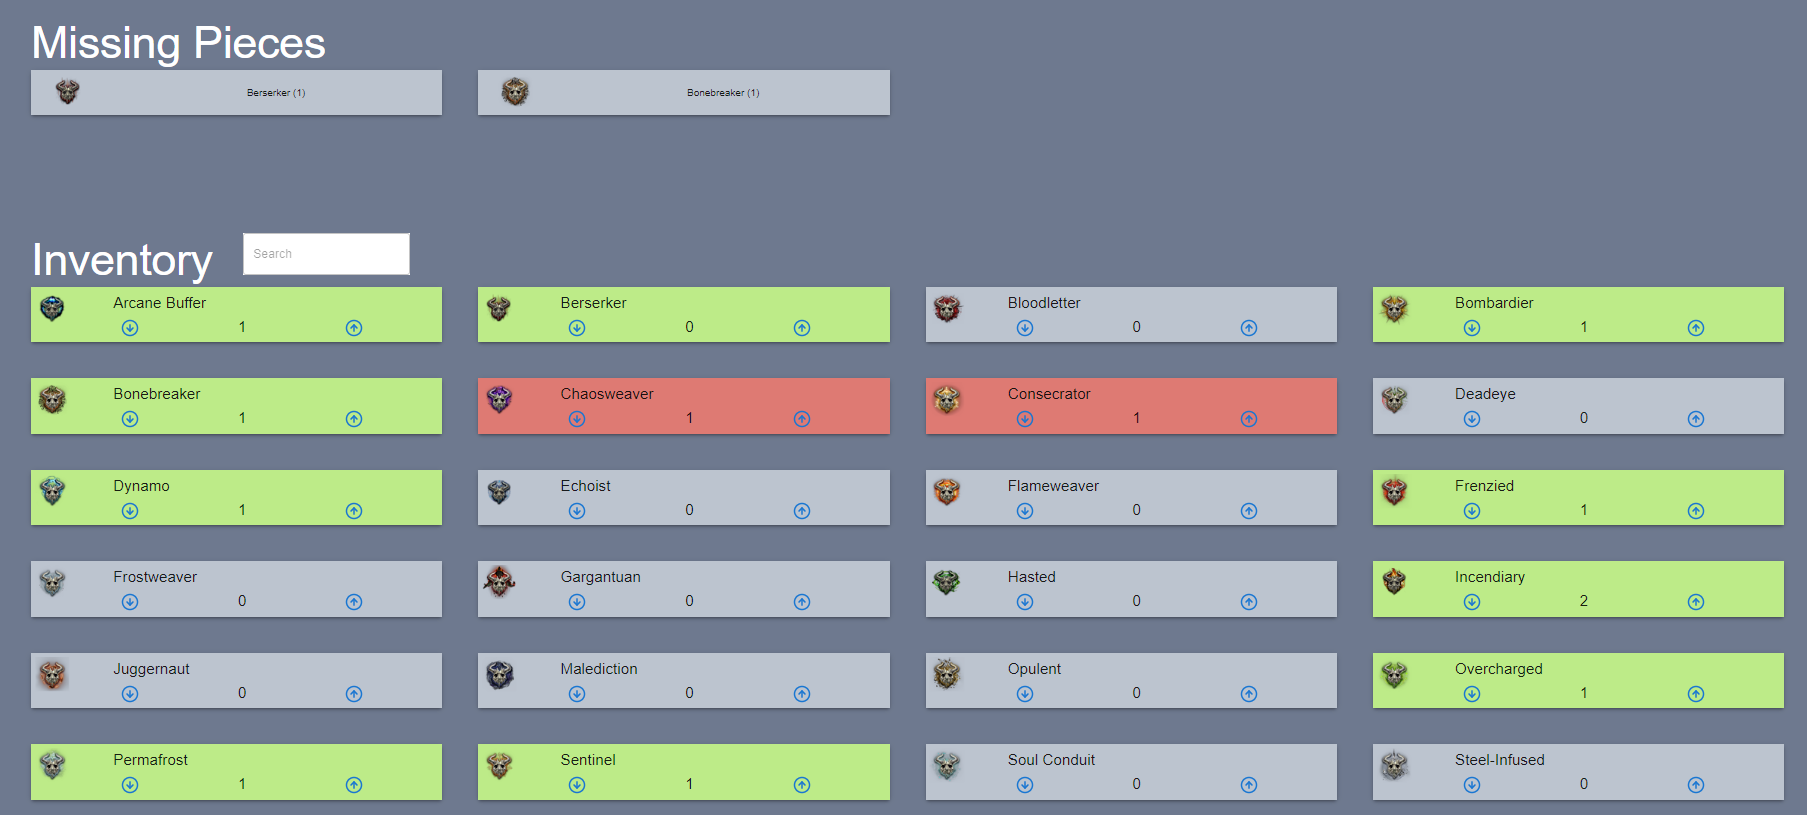 Missing Pieces
Berserker (1)
Bonebreaker (1)
Inventory
Search
Arcane Buffer
1
Berserker
0
Bloodletter
0
Bombardier
1
Bonebreaker
1
Chaosweaver
1
Consecrator
1
Deadeye
0
Dynamo
1
Echoist
0
Flameweaver
0
Frenzied
1
Frostweaver
0
Gargantuan
0
Hasted
0
Incendiary
2
Juggernaut
0
Malediction
0
Opulent
0
Overcharged
1
Permafrost
1
Sentinel
1
Soul Conduit
0
Steel-Infused
0